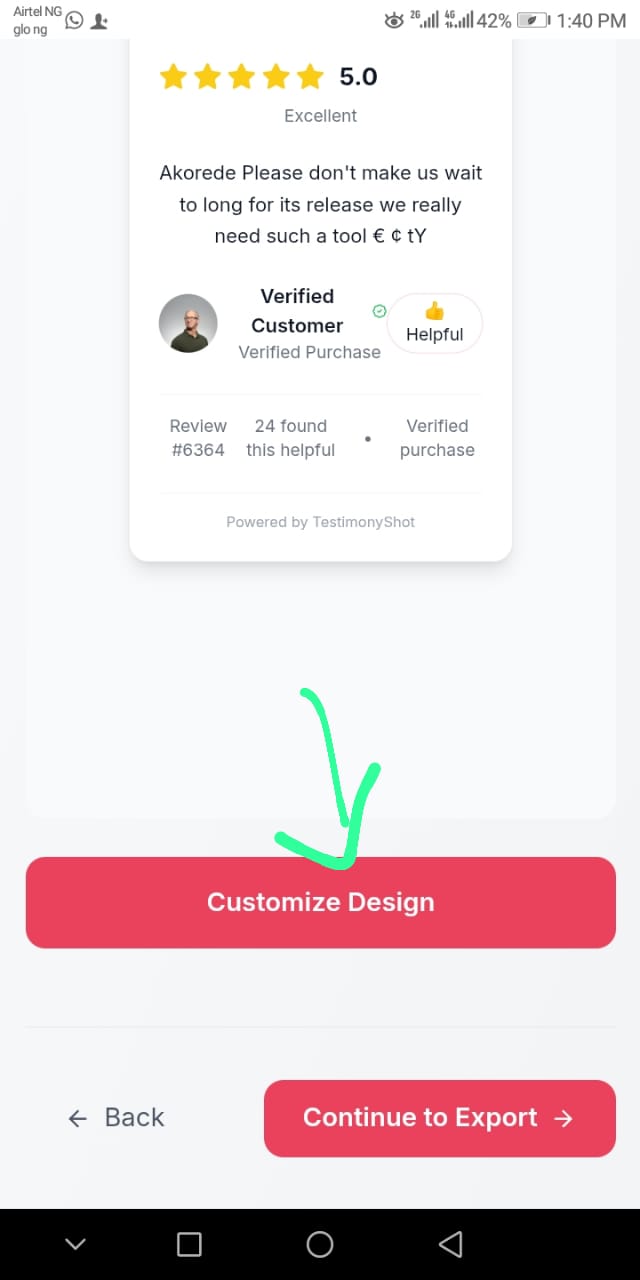 Airtel NG
glo ng
2G 4G 42% 1:40 PM
5.0
Excellent
Akorede Please don't make us wait
to long for its release we really
need such a tool € ¢ tY
Verified
Customer
Verified Purchase
👍
Helpful
Review
#6364
24 found
this helpful
•
Verified
purchase
Powered by TestimonyShot
Customize Design
← Back
Continue to Export →